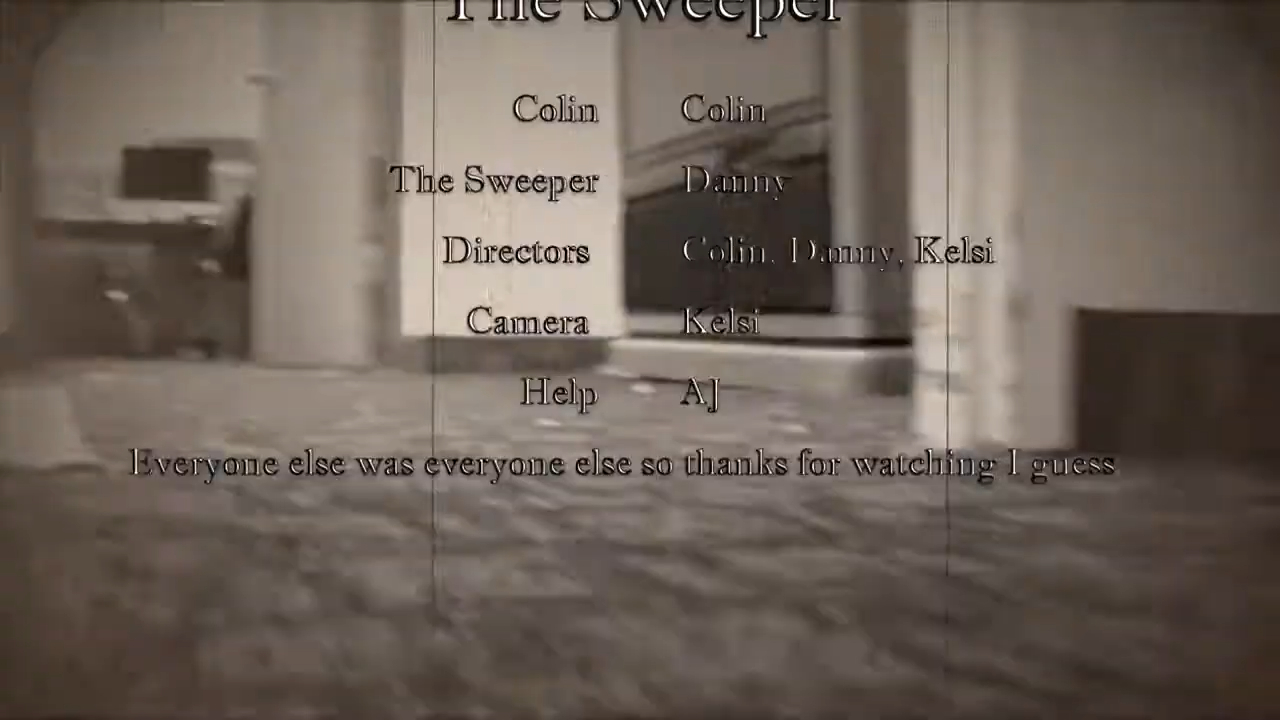 The Sweeper
Colin Colin
The Sweeper Danny
Directors Colin, Danny, Kelsi
Camera Kelsi
Help AJ
Everyone else was everyone else so thanks for watching I guess